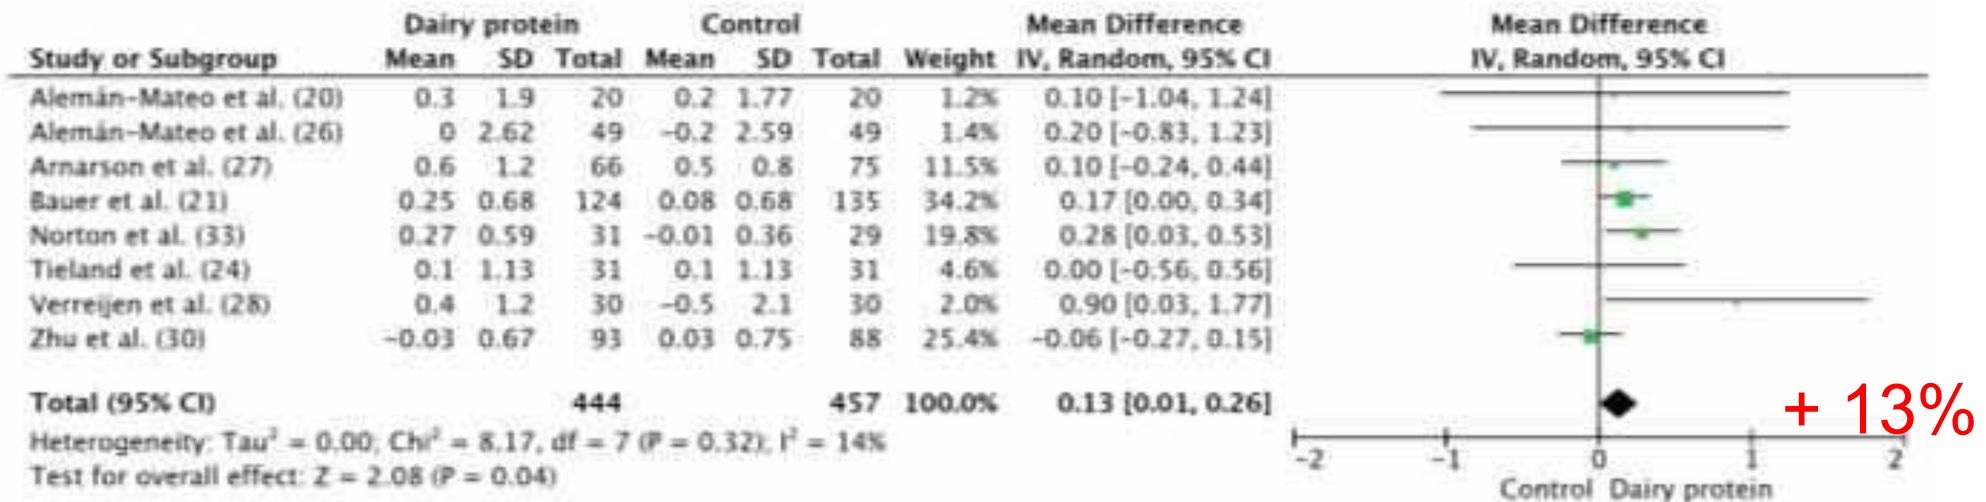 Dairy protein Control Mean Difference Mean Difference
Study or Subgroup Mean SD Total Mean SD Total Weight IV, Random, 95% CI IV, Random, 95% CI
Alemán-Mateo et al. (20) 0.3 1.9 20 0.2 1.77 20 1.2% 0.10 [-1.04, 1.24]
Alemán-Mateo et al. (26) 0 2.62 49 -0.2 2.59 49 1.4% 0.20 [-0.83, 1.23]
Arnarson et al. (27) 0.6 1.2 66 0.5 0.8 75 11.5% 0.10 [-0.24, 0.44]
Bauer et al. (21) 0.25 0.68 124 0.08 0.68 135 34.2% 0.17 [0.00, 0.34]
Norton et al. (33) 0.27 0.59 31 -0.01 0.36 29 19.8% 0.28 [0.03, 0.53]
Tieland et al. (24) 0.1 1.13 31 0.1 1.13 31 4.6% 0.00 [-0.56, 0.56]
Verreijen et al. (28) 0.4 1.2 30 -0.5 2.1 30 2.0% 0.90 [0.03, 1.77]
Zhu et al. (30) -0.03 0.67 93 0.03 0.75 88 25.4% -0.06 [-0.27, 0.15]
Total (95% CI) 444 457 100.0% 0.13 [0.01, 0.26] + 13%
Heterogeneity: Tau² = 0.00; Chi² = 8.17, df = 7 (P = 0.32); I² = 14%
-2 -1 0 1 2
Test for overall effect: Z = 2.08 (P = 0.04)
Control Dairy protein